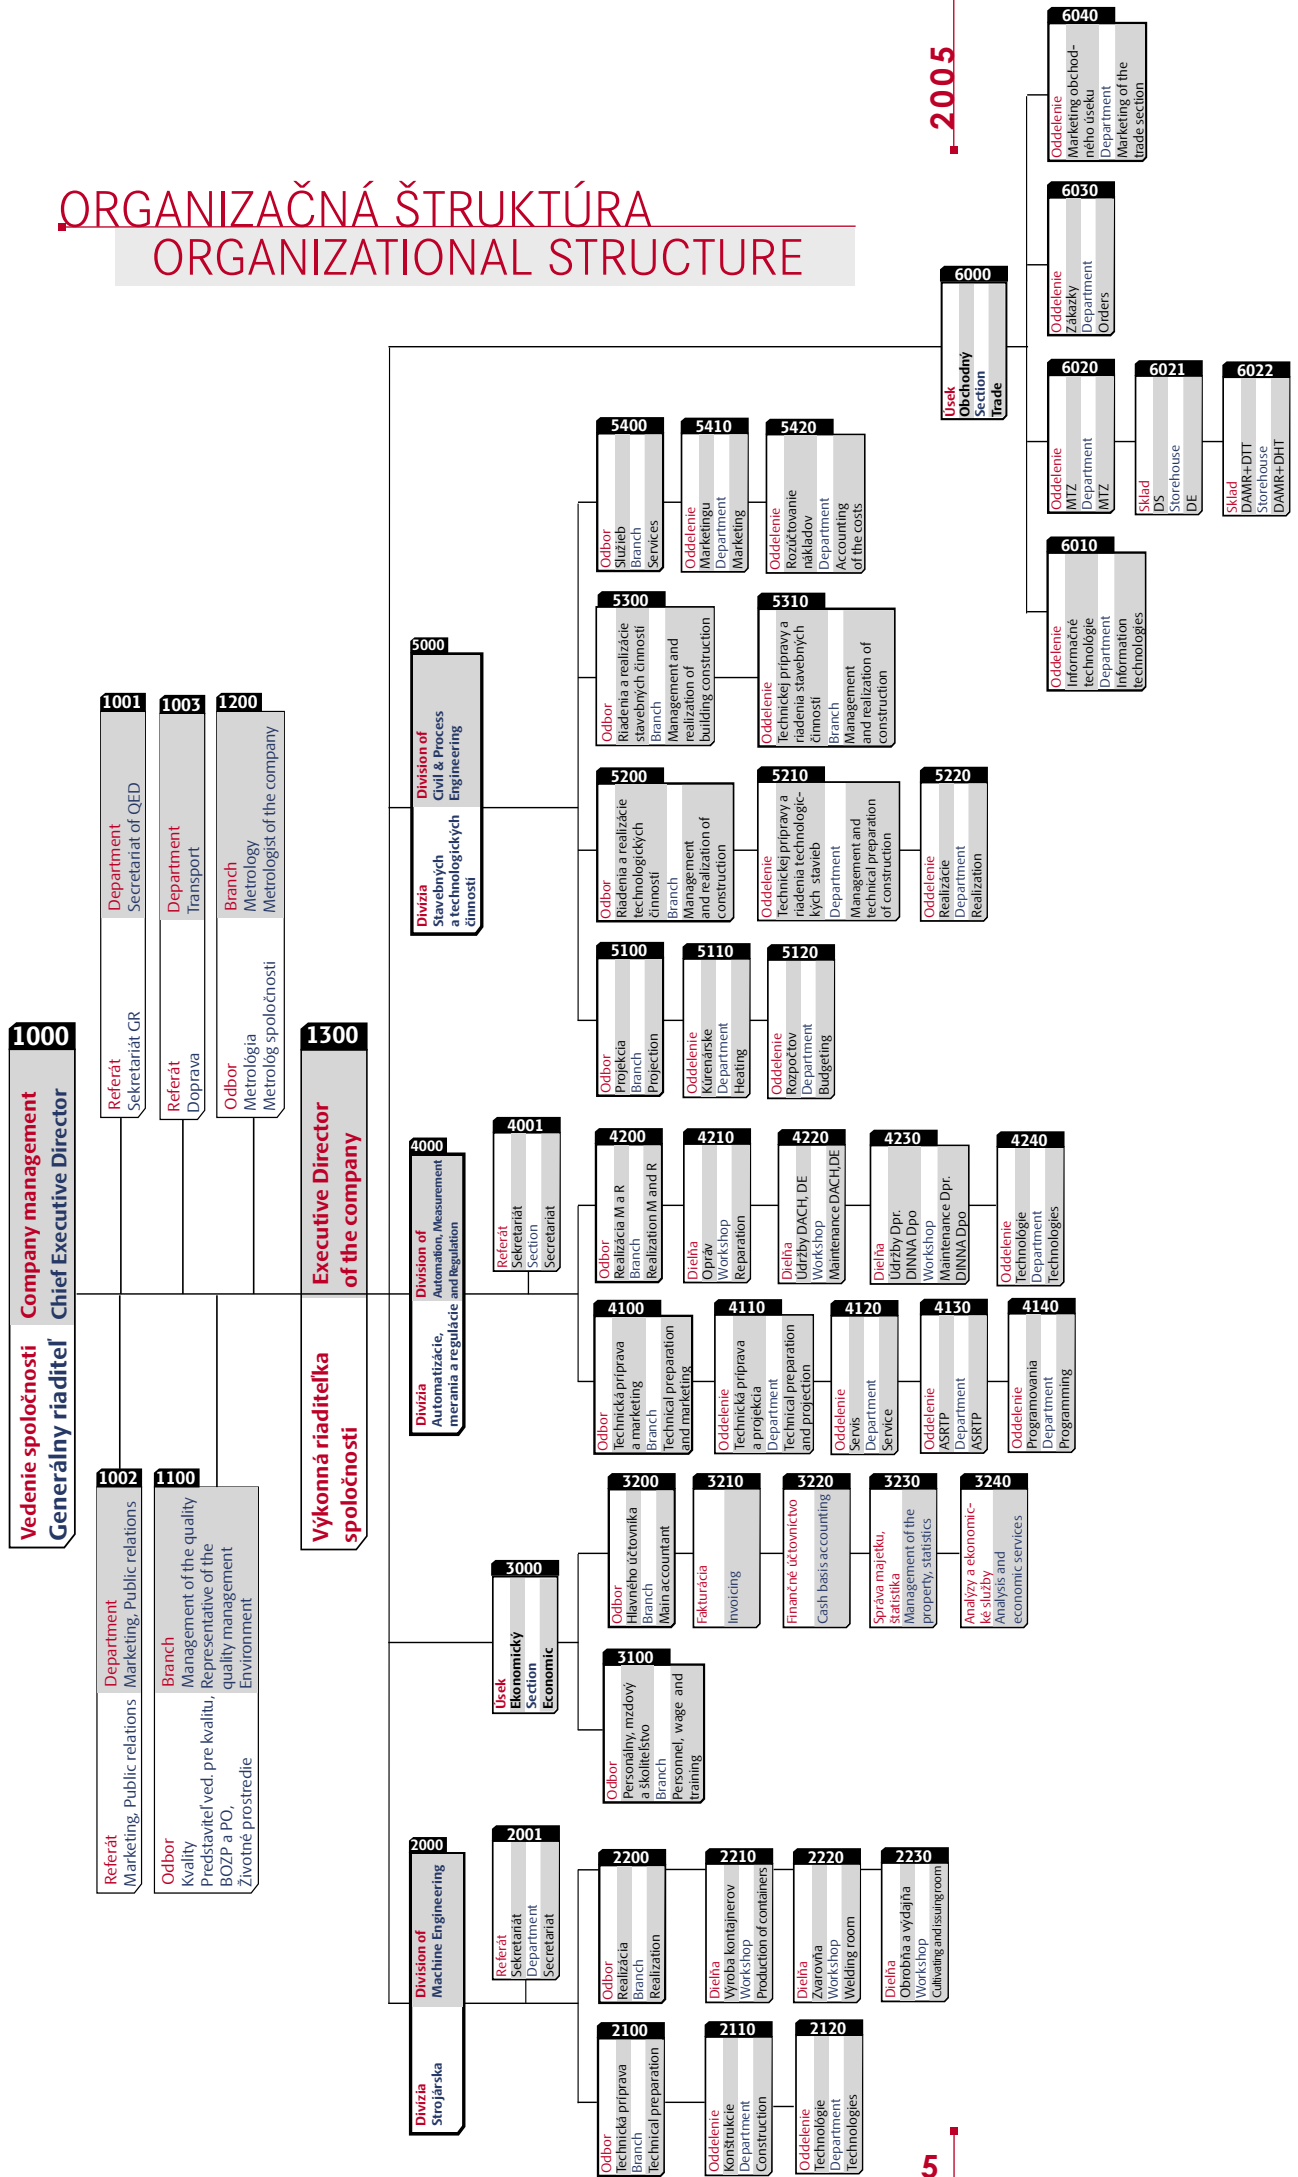 ORGANIZAČNÁ ŠTRUKTÚRA
ORGANIZATIONAL STRUCTURE
2005
1000
Vedenie spoločnosti
Generálny riaditeľ
Company management
Chief Executive Director
1002
Referát
Marketing, Public relations
Department
Marketing, Public relations
1100
Odbor
Kvality
Predstaviteľ ved. pre kvalitu,
BOZP a PO,
Životné prostredie
Branch
Management of the quality
Representative of the
quality management
Environment
1001
Referát
Sekretariát GR
Department
Secretariat of QED
1003
Referát
Doprava
Department
Transport
1200
Odbor
Metrológia
Metrológ spoločnosti
Branch
Metrology
Metrologist of the company
1300
Výkonná riaditeľka
spoločnosti
Executive Director
of the company
2000
Divízia
Strojárska
Division of
Machine Engineering
2001
Referát
Sekretariát
Department
Secretariat
2100
Odbor
Technická príprava
Branch
Technical preparation
2110
Oddelenie
Konštrukcie
Department
Construction
2120
Oddelenie
Technológie
Department
Technologies
2200
Odbor
Realizácia
Branch
Realization
2210
Dielňa
Výroba kontajnerov
Workshop
Production of containers
2220
Dielňa
Zvarovňa
Workshop
Welding room
2230
Dielňa
Obrobňa a výdajňa
Workshop
Cultivating and issuingroom
3000
Úsek
Ekonomický
Section
Economic
3100
Odbor
Personálny, mzdový
a školiteľstvo
Branch
Personnel, wage and
training
3200
Odbor
Hlavného účtovníka
Branch
Main accountant
3210
Fakturácia
Invoicing
3220
Finančné účtovníctvo
Cash basis accounting
3230
Správa majetku,
štatistika
Management of the
property, statistics
3240
Analýzy a ekonomic-
ké služby
Analysis and
economic services
4000
Divízia
Automatizácie,
merania a regulácie
Division of
Automation, Measurement
and Regulation
4001
Referát
Sekretariát
Section
Secretariat
4100
Odbor
Technická príprava
a marketing
Branch
Technical preparation
and marketing
4110
Oddelenie
Technická príprava
a projekcia
Department
Technical preparation
and projection
4120
Oddelenie
Servis
Department
Service
4130
Oddelenie
ASRTP
Department
ASRTP
4140
Oddelenie
Programovania
Department
Programming
4200
Odbor
Realizácia M a R
Branch
Realization M and R
4210
Dielňa
Opráv
Workshop
Reparation
4220
Dielňa
Údržby DACH, DE
Workshop
Maintenance DACH,DE
4230
Dielňa
Údržby Dpr.
DINNA Dpo
Workshop
Maintenance Dpr.
DINNA Dpo
4240
Oddelenie
Technológie
Department
Technologies
5000
Divízia
Stavebných
a technologických
činností
Division of
Civil & Process
Engineering
5100
Odbor
Projekcia
Branch
Projection
5110
Oddelenie
Kúrenárske
Department
Heating
5120
Oddelenie
Rozpočtov
Department
Budgeting
5200
Odbor
Riadenia a realizácie
technologických
činností
Branch
Management
and realization of
construction
5210
Oddelenie
Technickej prípravy a
riadenia technologic-
kých stavieb
Department
Management and
technical preparation
of construction
5220
Oddelenie
Realizácie
Department
Realization
5300
Odbor
Riadenia a realizácie
stavebných činností
Branch
Management and
realization of
building construction
5310
Oddelenie
Technickej prípravy a
riadenia stavebných
činností
Branch
Management
and realization of
construction
5400
Odbor
Služieb
Branch
Services
5410
Oddelenie
Marketingu
Department
Marketing
5420
Oddelenie
Rozúčtovanie
nákladov
Department
Accounting
of the costs
6000
Úsek
Obchodný
Section
Trade
6010
Oddelenie
Informačné
technológie
Department
Information
technologies
6020
Oddelenie
MTZ
Department
MTZ
6021
Sklad
DS
Storehouse
DE
6022
Sklad
DAMR+DTT
Storehouse
DAMR+DHT
6030
Oddelenie
Zákazky
Department
Orders
6040
Oddelenie
Marketing obchod-
ného úseku
Department
Marketing of the
trade section
5